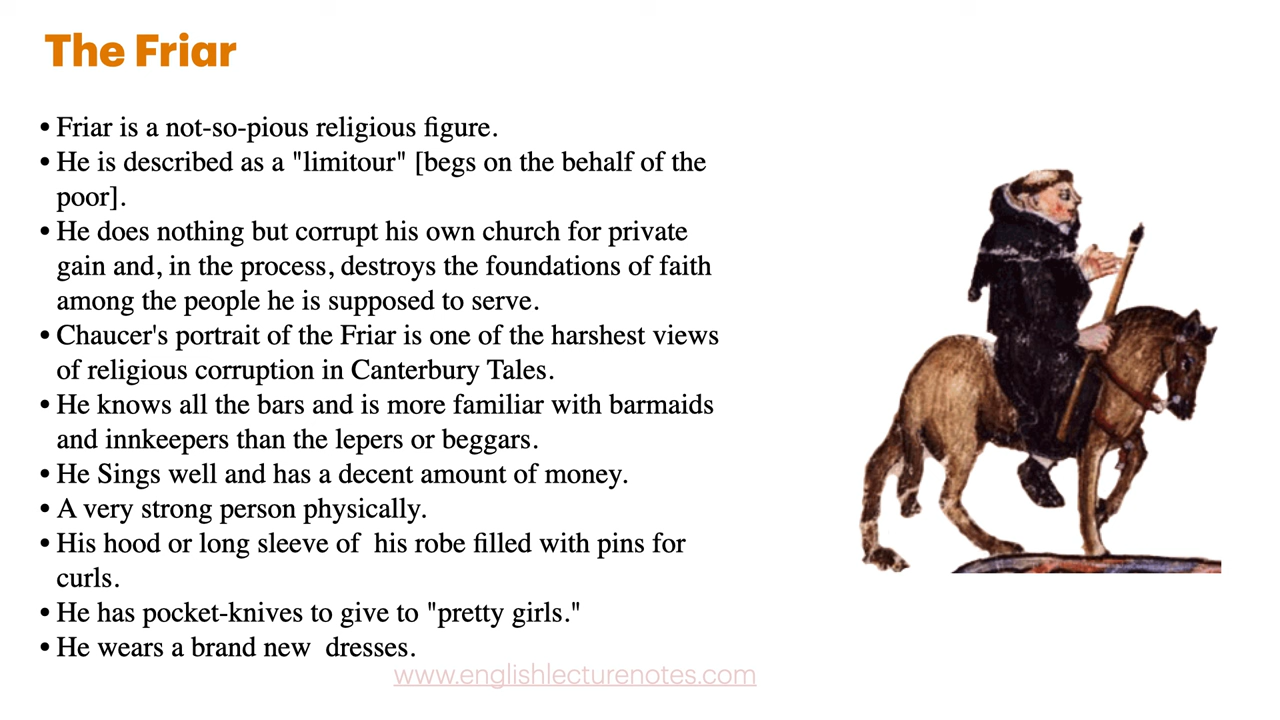 The Friar
• Friar is a not-so-pious religious figure.
• He is described as a "limitour" [begs on the behalf of the
poor].
• He does nothing but corrupt his own church for private
gain and, in the process, destroys the foundations of faith
among the people he is supposed to serve.
• Chaucer's portrait of the Friar is one of the harshest views
of religious corruption in Canterbury Tales.
• He knows all the bars and is more familiar with barmaids
and innkeepers than the lepers or beggars.
• He Sings well and has a decent amount of money.
• A very strong person physically.
• His hood or long sleeve of  his robe filled with pins for
curls.
• He has pocket-knives to give to "pretty girls."
• He wears a brand new  dresses.
www.englishlecturenotes.com